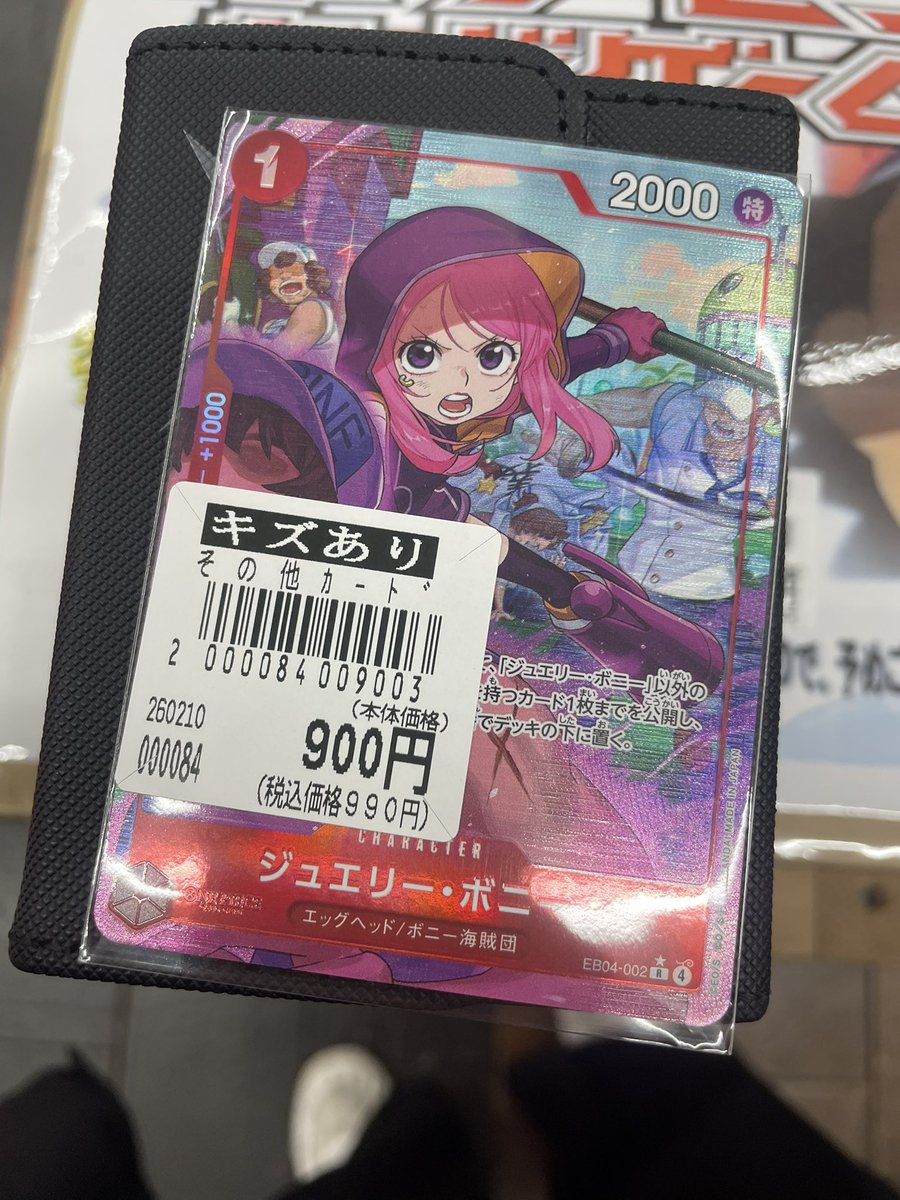 1
2000
特
+1000
キズあり
その他カード
2 000084 009003
260210
(本体価格)
000084
900円
(税込価格990円)
、「ジュエリー・ボニー」以外の
持つカード1枚までを公開し、
でデッキの下に置く。
CHARACTER
ジュエリー・ボニー
エッグヘッド/ボニー海賊団
EB04-002 R 4
MADE IN JAPAN